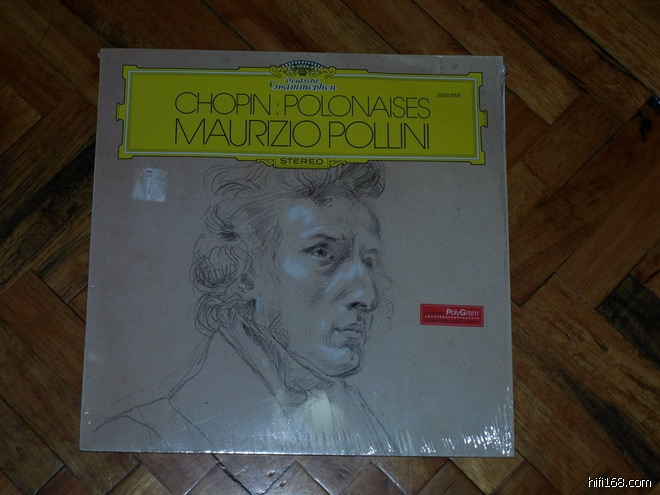 Deutsche
Grammophon
CHOPIN : POLONAISES
MAURIZIO POLLINI
STEREO
PolyGram
hifi168.com